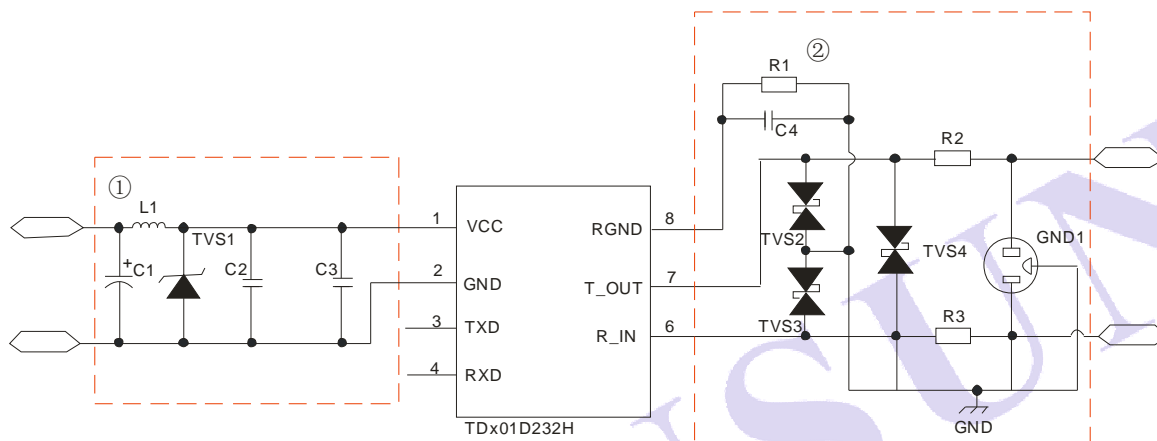 ①
L1
C1
+
TVS1
C2
C3
1
VCC
2
GND
3
TXD
4
RXD
RGND
8
T_OUT
7
R_IN
6
TDx01D232H
②
R1
C4
R2
TVS2
TVS4
GND1
TVS3
R3
GND